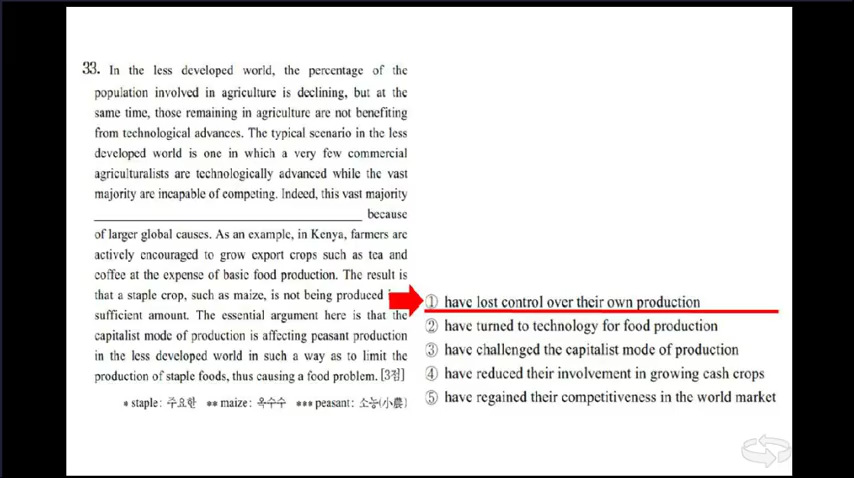 33. In the less developed world, the percentage of the
population involved in agriculture is declining, but at the
same time, those remaining in agriculture are not benefiting
from technological advances. The typical scenario in the less
developed world is one in which a very few commercial
agriculturalists are technologically advanced while the vast
majority are incapable of competing. Indeed, this vast majority
because
of larger global causes. As an example, in Kenya, farmers are
actively encouraged to grow export crops such as tea and
coffee at the expense of basic food production. The result is
that a staple crop, such as maize, is not being produced
sufficient amount. The essential argument here is that the
capitalist mode of production is affecting peasant production
in the less developed world in such a way as to limit the
production of staple foods, thus causing a food problem. [3점]
* staple: 주요한 ** maize: 옥수수 *** peasant: 소농(小農)
① have lost control over their own production
② have turned to technology for food production
③ have challenged the capitalist mode of production
④ have reduced their involvement in growing cash crops
⑤ have regained their competitiveness in the world market